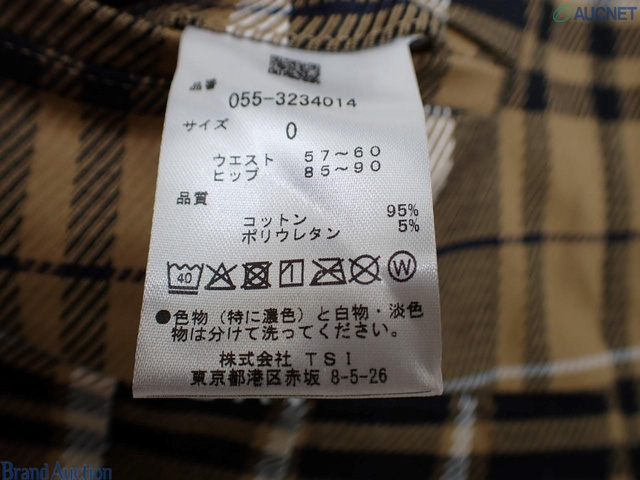 AUCNET
品番
055-3234014
サイズ 0
ウエスト 57～60
ヒップ 85～90
品質
コットン 95%
ポリウレタン 5%
40 W
●色物（特に濃色）と白物・淡色
物は分けて洗ってください。
株式会社 TSI
東京都港区赤坂 8-5-26
Brand Auction